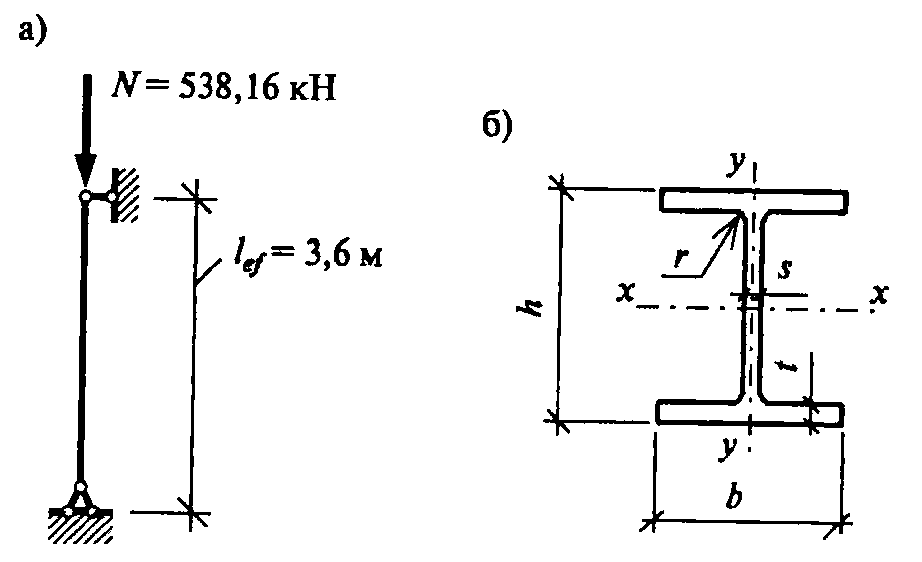 а)
N = 538,16 кН
l_ef = 3,6 м
б)
y
r
s
x
x
h
t
y
b